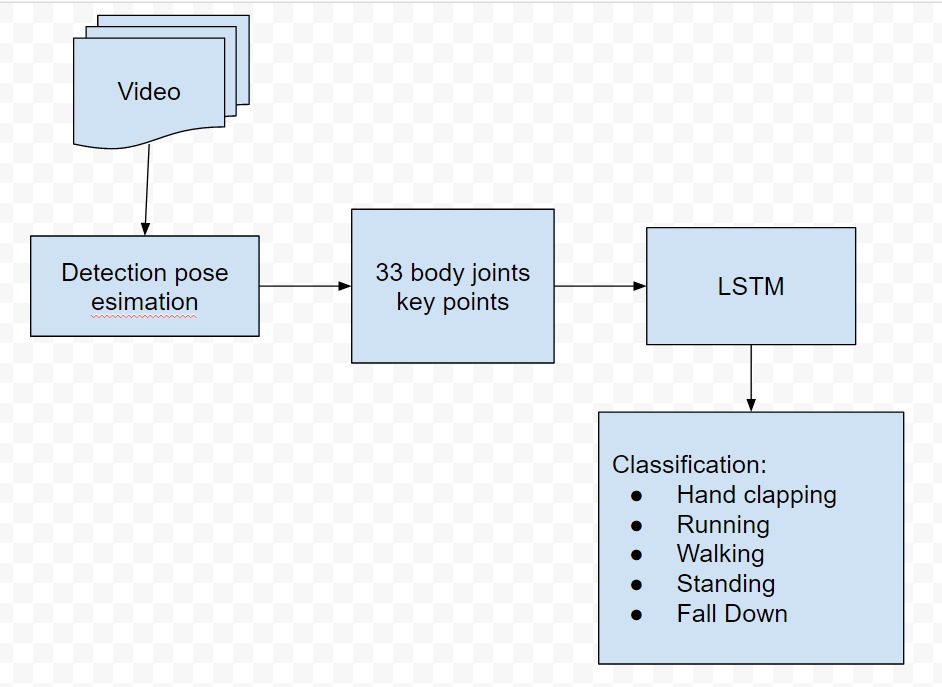 Video
Detection pose
esimation
33 body joints
key points
LSTM
Classification:
● Hand clapping
● Running
● Walking
● Standing
● Fall Down